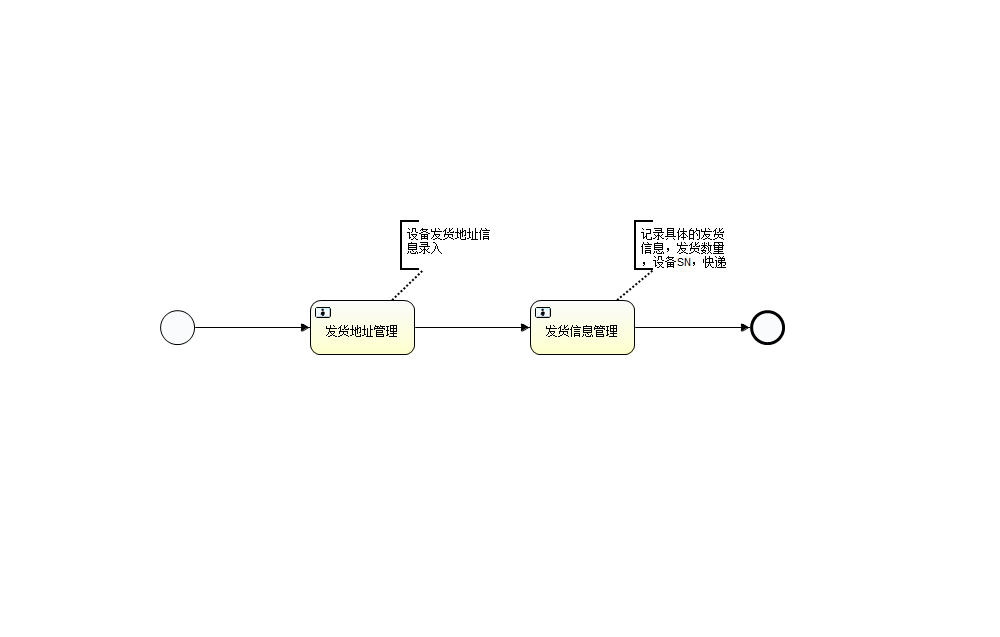 设备发货地址信
息录入
记录具体的发货
信息，发货数量
，设备SN，快递
发货地址管理
发货信息管理